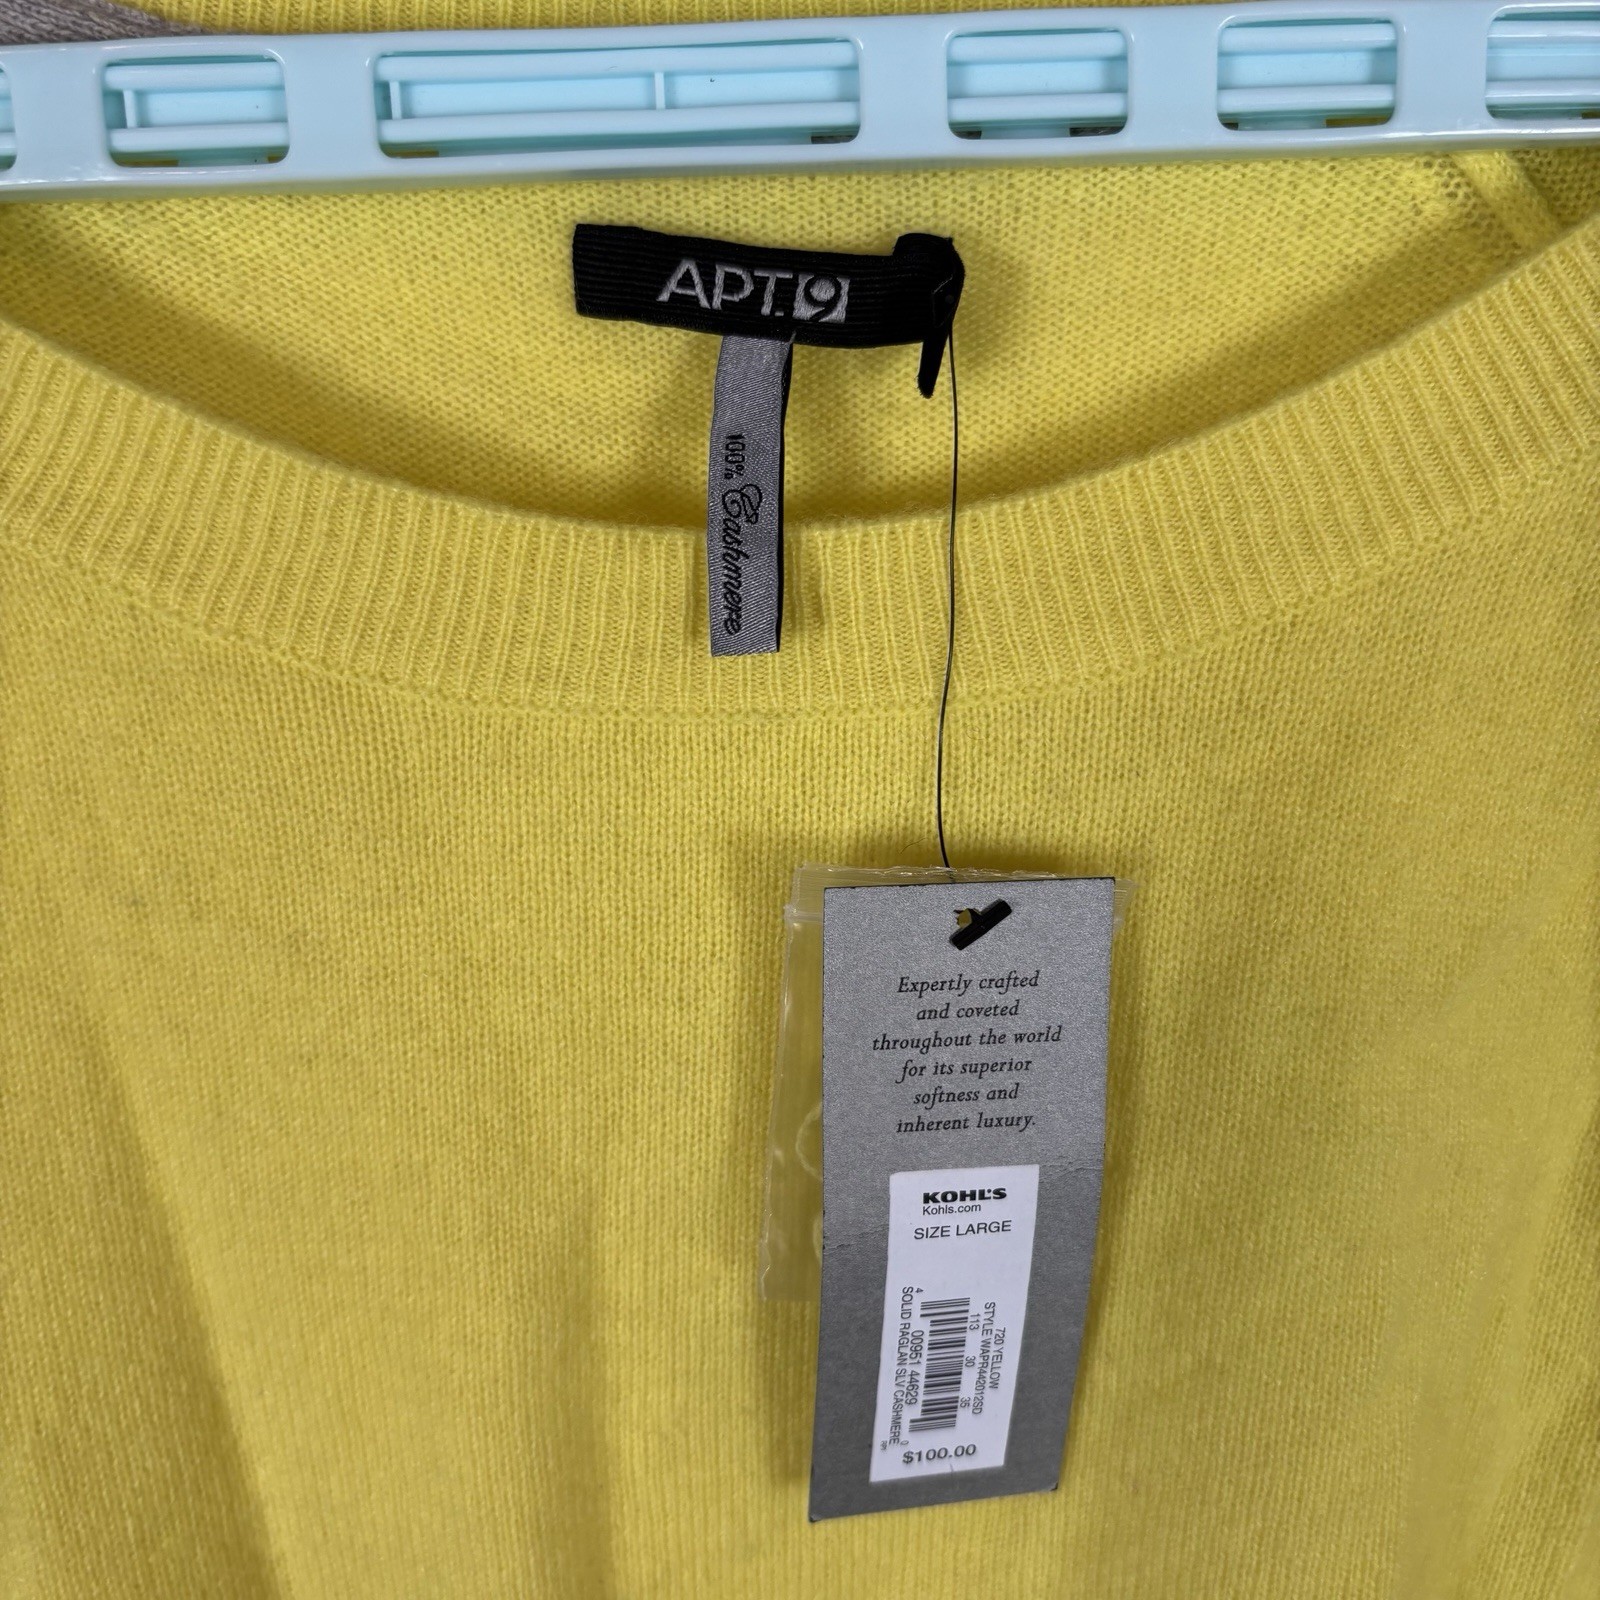 APT.9
100% Cashmere
Expertly crafted
and coveted
throughout the world
for its superior
softness and
inherent luxury.
KOHL'S
Kohls.com
SIZE LARGE
720 YELLOW
STYLE WAPR442012SD
113 30 35
4 00951 44629 0
SOLID RAGLAN SLV CASHMERE
$100.00